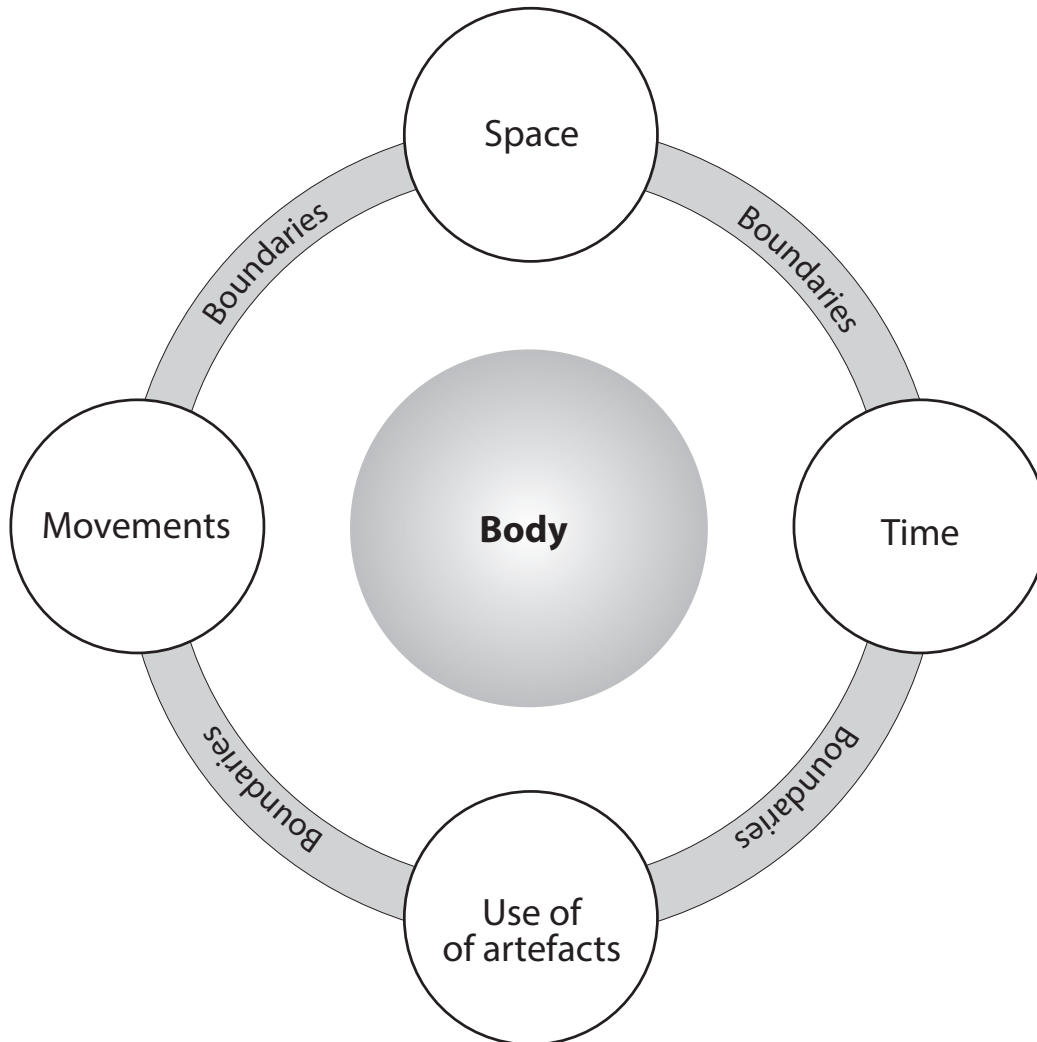 Space
Boundaries
Boundaries
Movements
Body
Time
Boundaries
Boundaries
Use of
of artefacts